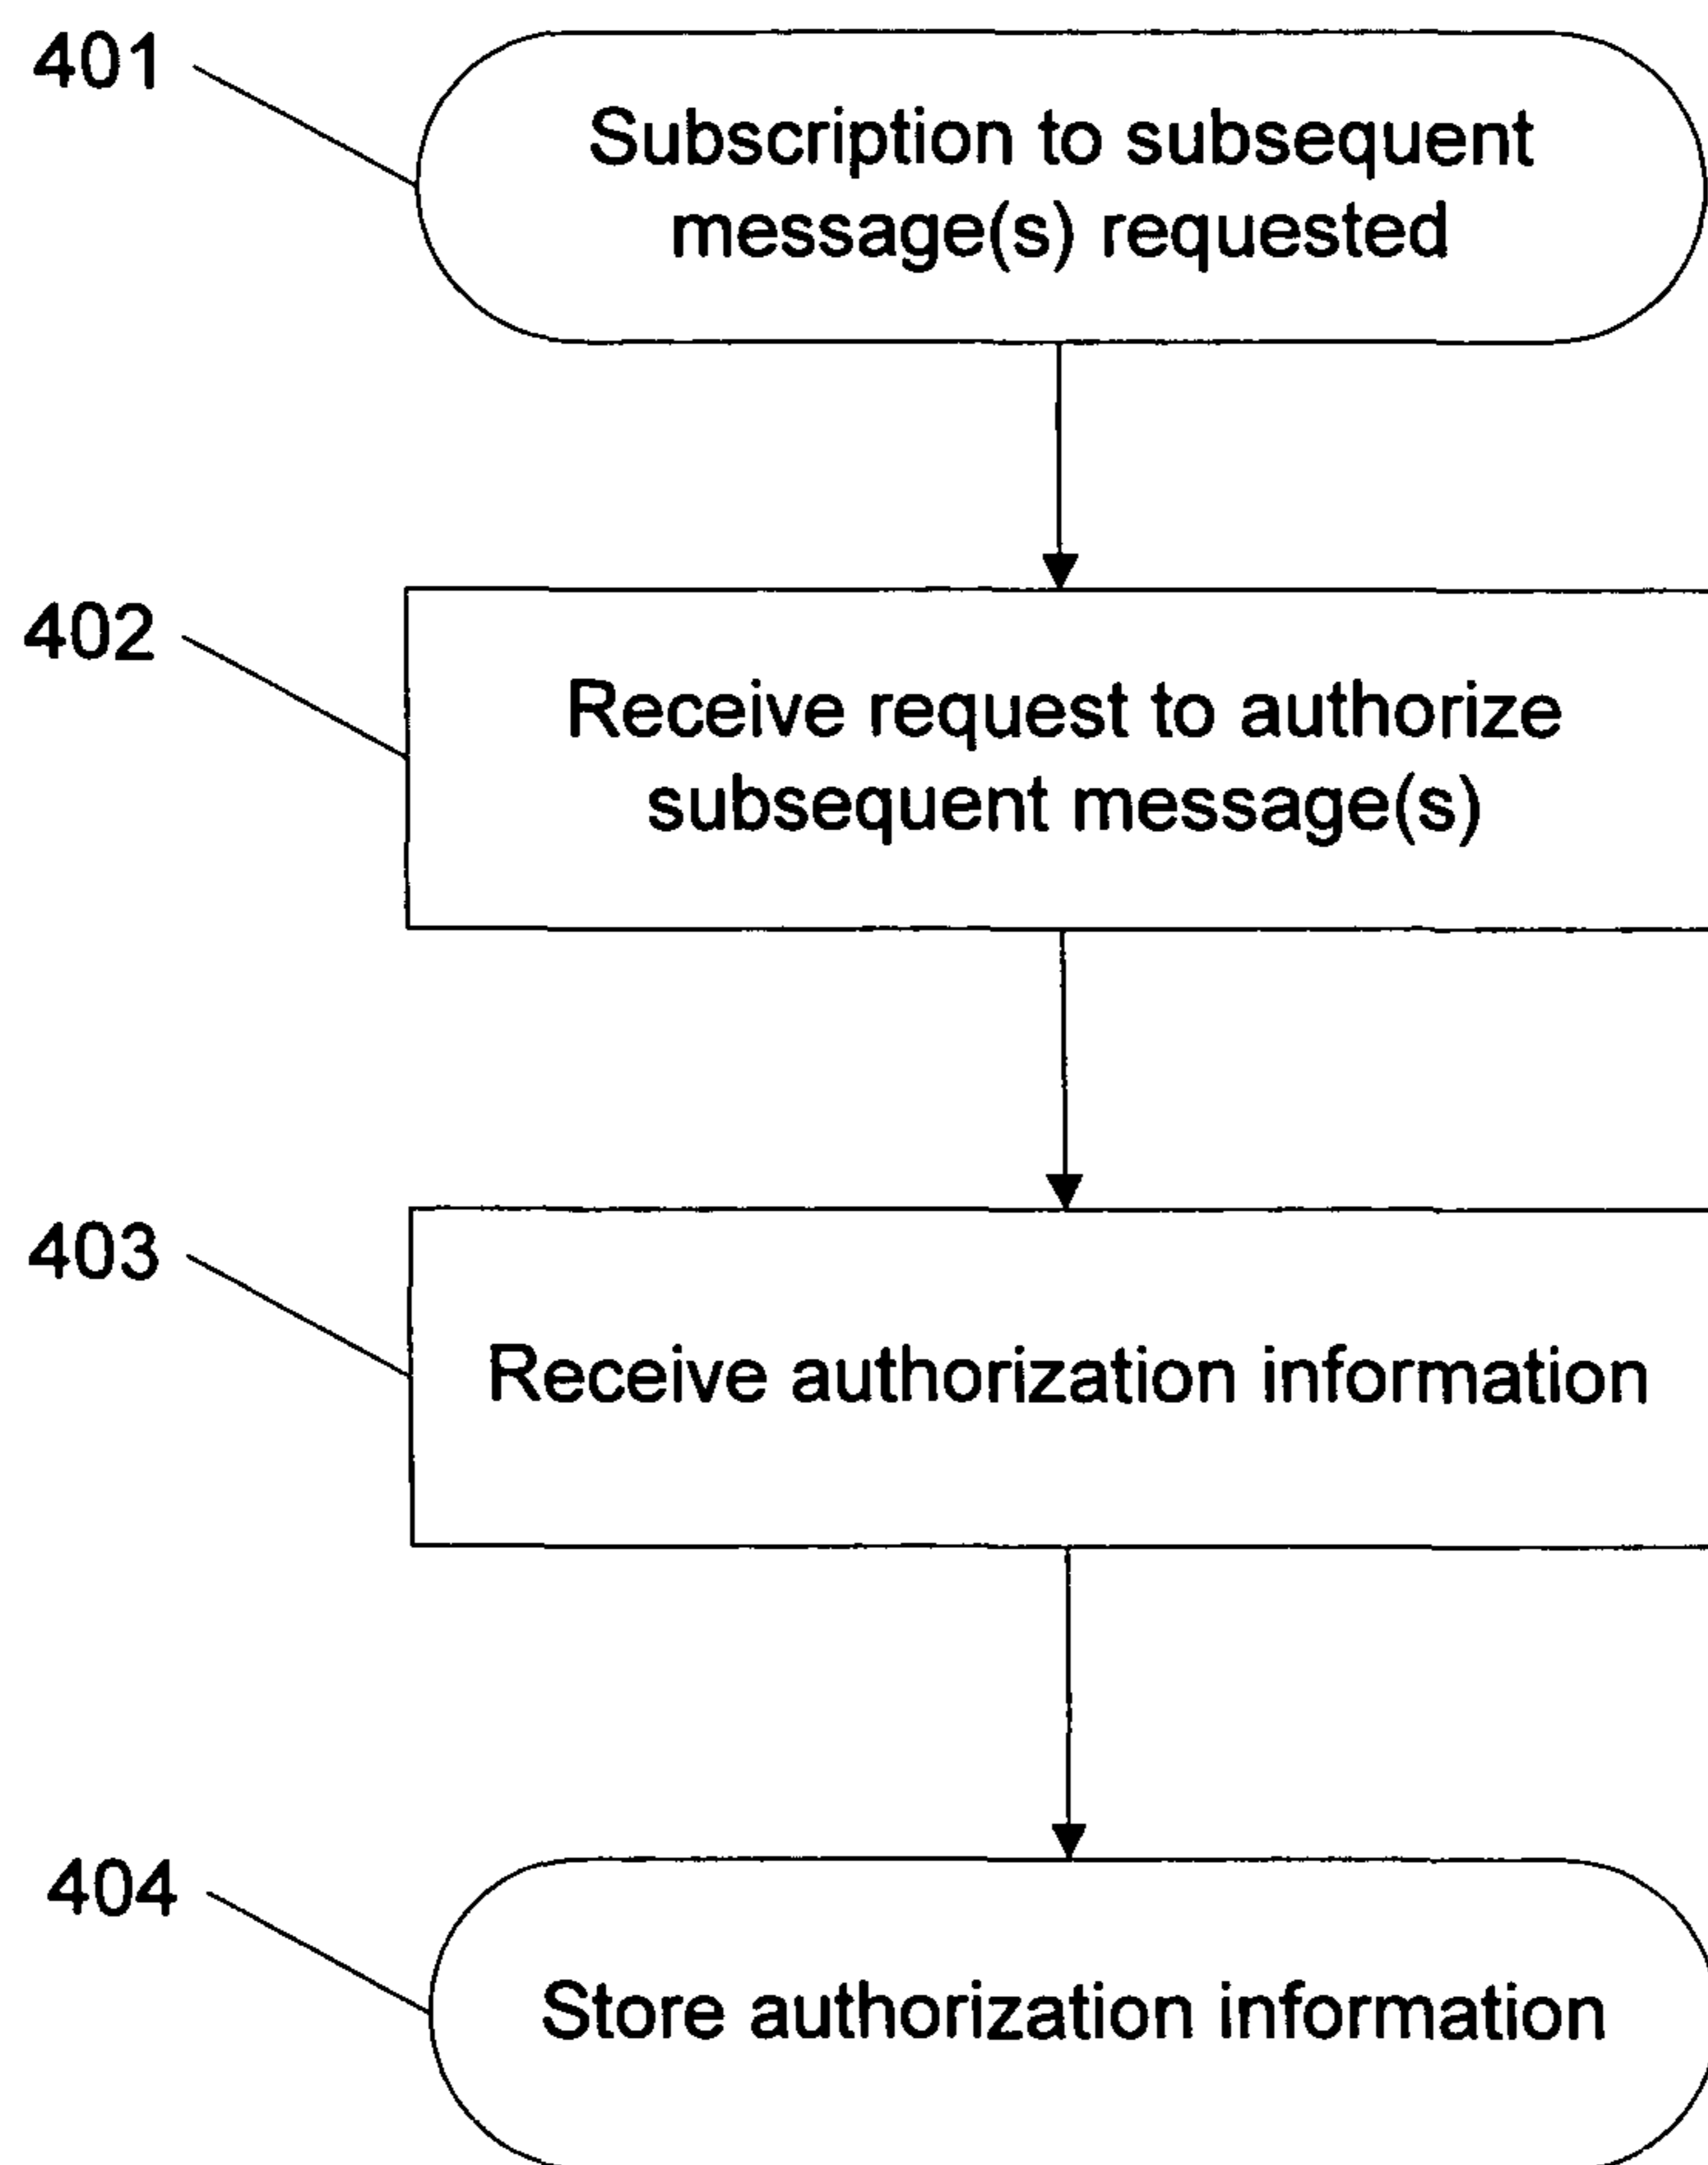 401
Subscription to subsequent
message(s) requested
402
Receive request to authorize
subsequent message(s)
403
Receive authorization information
404
Store authorization information